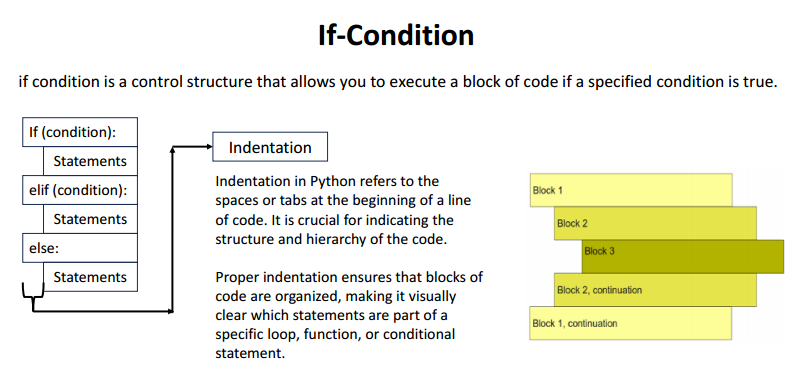 If-Condition
if condition is a control structure that allows you to execute a block of code if a specified condition is true.
If (condition):
Statements
elif (condition):
Statements
else:
Statements
Indentation
Indentation in Python refers to the
spaces or tabs at the beginning of a line
of code. It is crucial for indicating the
structure and hierarchy of the code.
Proper indentation ensures that blocks of
code are organized, making it visually
clear which statements are part of a
specific loop, function, or conditional
statement.
Block 1
Block 2
Block 3
Block 2, continuation
Block 1, continuation